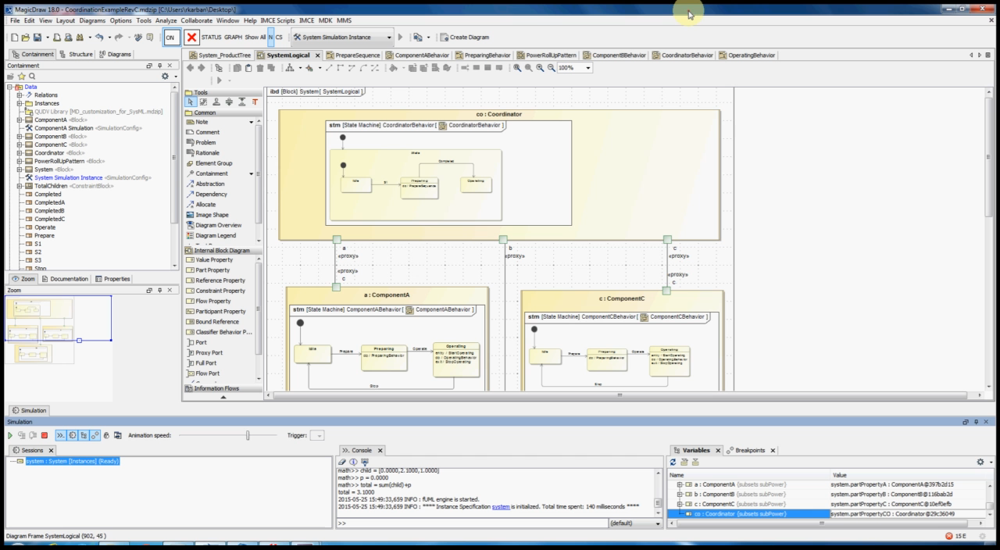 MagicDraw 18.0 - CoordinationExampleRevC.mdzip [C:\Users\rkarban\Desktop\]
File Edit View Layout Diagrams Options Tools Analyze Collaborate Window Help IMCE Scripts IMCE MDK MMS
ON STATUS GRAPH Show All N CS System Simulation Instance Create Diagram
Containment Structure Diagrams
System_ProductTree SystemLogical PrepareSequence ComponentABehavior PreparingBehavior PowerRollUpPattern ComponentBBehavior CoordinatorBehavior OperatingBehavior
Containment
100%
Data
Relations
Instances
QUDV Library [MD_customization_for_SysML.mdzip]
ComponentA «Block»
ComponentA Simulation «SimulationConfig»
ComponentB «Block»
ComponentC «Block»
Coordinator «Block»
PowerRollUpPattern «Block»
System «Block»
System Simulation Instance «SimulationConfig»
TotalChildren «ConstraintBlock»
Completed
CompletedA
CompletedB
CompletedC
Operate
Prepare
S1
S2
S3
Stop
Zoom Documentation Properties
Zoom
Tools
Common
Note
Comment
Problem
Rationale
Element Group
Containment
Abstraction
Dependency
Allocate
Image Shape
Diagram Overview
Diagram Legend
Internal Block Diagram
Value Property
Part Property
Reference Property
Constraint Property
Flow Property
Participant Property
Bound Reference
Classifier Behavior P...
Port
Proxy Port
Full Port
Flow Port
Information Flows
ibd [Block] System[ SystemLogical ]
co : Coordinator
stm [State Machine] CoordinatorBehavior [ CoordinatorBehavior ]
State
Completed
Idle
S1
Preparing
do / PrepareSequence
Operating
a
«proxy»
b
«proxy»
c
«proxy»
«proxy»
c
«proxy»
c
a : ComponentA
stm [State Machine] ComponentABehavior [ ComponentABehavior ]
Idle
Prepare
Preparing
do / PreparingBehavior
Operate
Operating
entry / StartOperating
do / OperatingBehavior
exit / StopOperating
Stop
c : ComponentC
stm [State Machine] ComponentCBehavior [ ComponentCBehavior ]
Idle
Prepare
Preparing
do / PreparingBehavior
Operate
Operating
entry / StartOperating
do / OperatingBehavior
exit / StopOperating
Stop
Simulation
Simulation
Animation speed: Trigger:
Sessions
system : System [Instances] (Ready)
Console
math>> child = [0.0000,2.1000,1.0000]
math>> p = 0.0000
math>> total = sum(child)+p
total = 3.1000
2015-05-25 15:49:33,659 INFO : fUML engine is started.
2015-05-25 15:49:33,659 INFO : **** Instance Specification system is initialized. Total time spent: 140 milliseconds ****
>> (default)
Variables Breakpoints
Name Value
a : ComponentA {subsets subPower} system.partPropertyA : ComponentA@397b2d15
b : ComponentB {subsets subPower} system.partPropertyB : ComponentB@116bab2d
c : ComponentC {subsets subPower} system.partPropertyC : ComponentC@10ef0efb
co : Coordinator {subsets subPower} system.partPropertyCO : Coordinator@29c36049
Diagram Frame SystemLogical (902, 45 )
15 E